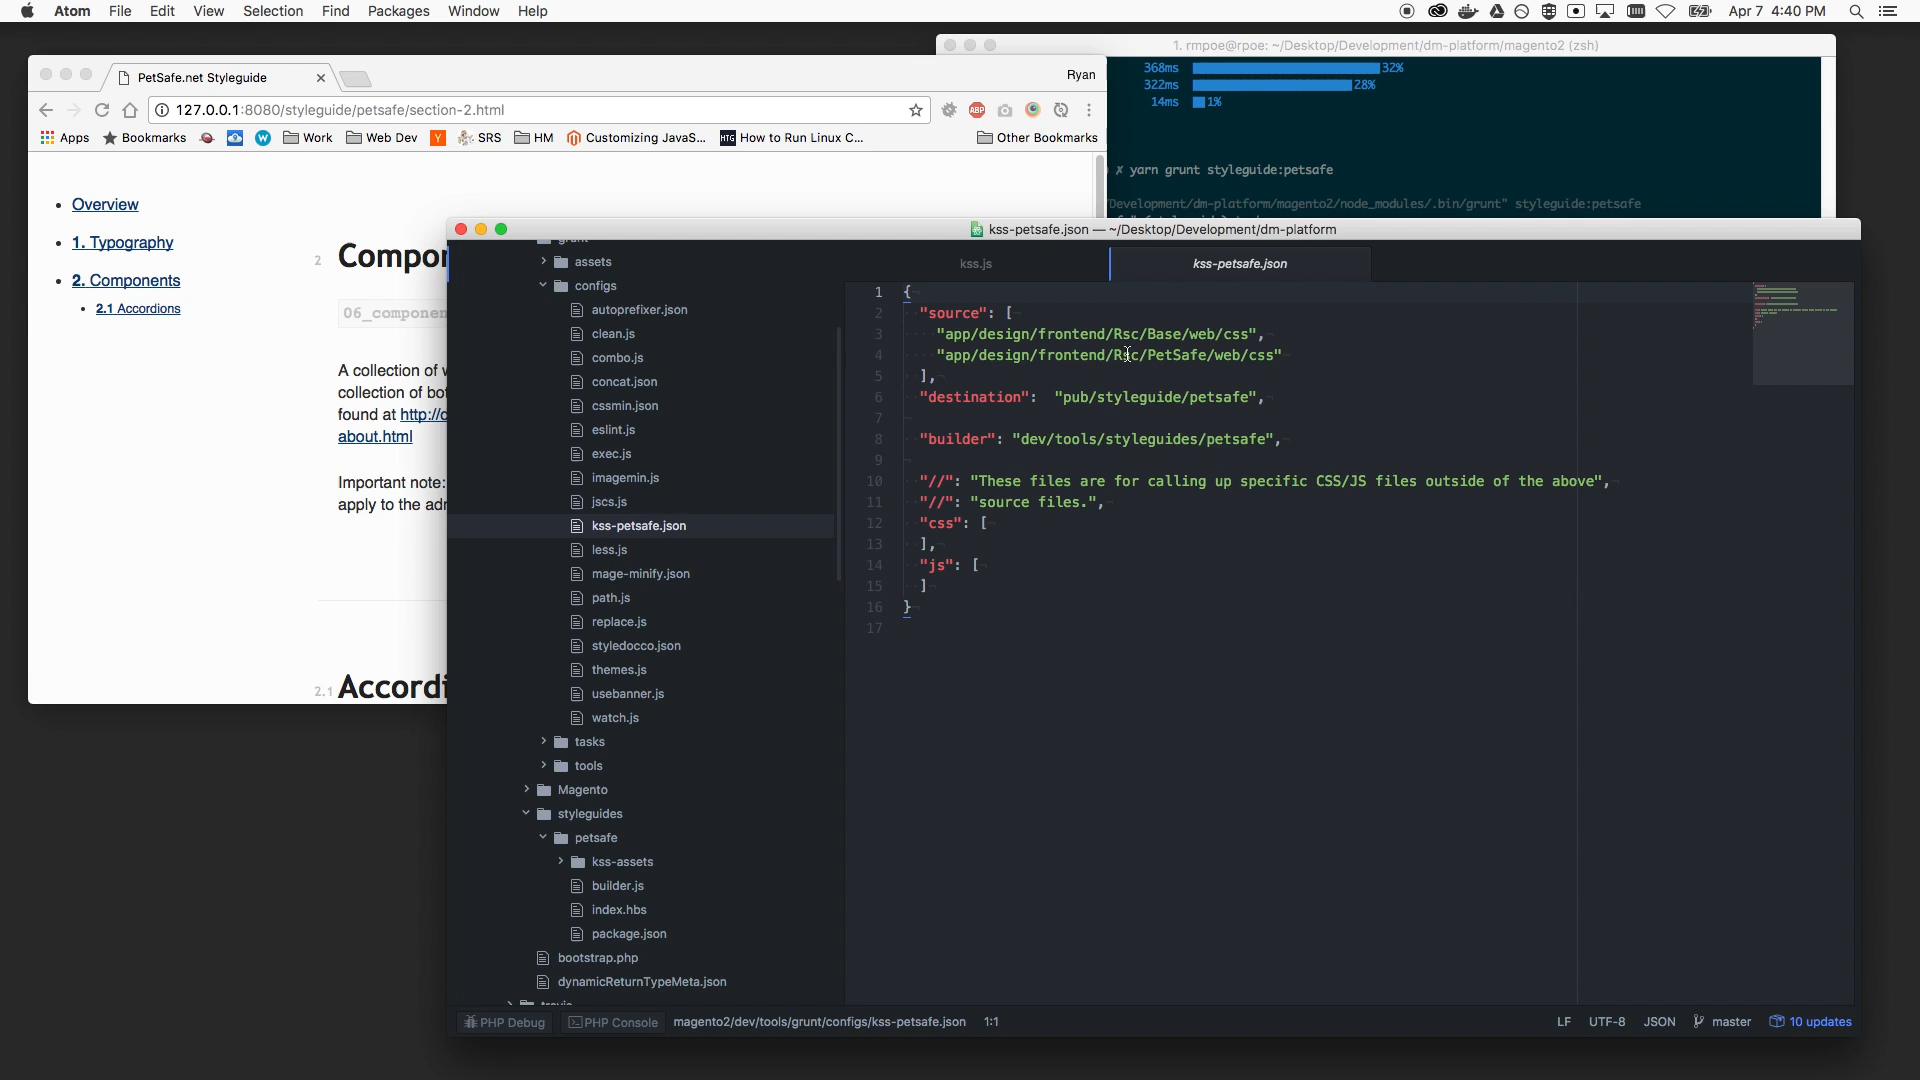 Atom File Edit View Selection Find Packages Window Help Apr 7 4:40 PM
1. rmpoe@rpoe: ~/Desktop/Development/dm-platform/magento2 (zsh)
368ms 32%
322ms 28%
14ms 1%
✗ yarn grunt styleguide:petsafe
Development/dm-platform/magento2/node_modules/.bin/grunt" styleguide:petsafe
PetSafe.net Styleguide
Ryan
127.0.0.1:8080/styleguide/petsafe/section-2.html
ABP
Apps Bookmarks Work Web Dev SRS HM Customizing JavaS... HTG How to Run Linux C... Other Bookmarks
Overview
1. Typography
2. Components
2.1 Accordions
2 Compo
06_componen
A collection of
collection of bo
found at http://
about.html
Important note:
apply to the ad
2.1 Accord
kss-petsafe.json — ~/Desktop/Development/dm-platform
grunt
assets
configs
autoprefixer.json
clean.js
combo.js
concat.json
cssmin.json
eslint.js
exec.js
imagemin.js
jscs.js
kss-petsafe.json
less.js
mage-minify.json
path.js
replace.js
styledocco.json
themes.js
usebanner.js
watch.js
tasks
tools
Magento
styleguides
petsafe
kss-assets
builder.js
index.hbs
package.json
bootstrap.php
dynamicReturnTypeMeta.json
kss.js kss-petsafe.json
1 {
2 "source": [
3 "app/design/frontend/Rsc/Base/web/css",
4 "app/design/frontend/Rsc/PetSafe/web/css"
5 ],
6 "destination": "pub/styleguide/petsafe",
7
8 "builder": "dev/tools/styleguides/petsafe",
9
10 "//": "These files are for calling up specific CSS/JS files outside of the above",
11 "//": "source files.",
12 "css": [
13 ],
14 "js": [
15 ]
16 }
17
PHP Debug PHP Console magento2/dev/tools/grunt/configs/kss-petsafe.json 1:1 LF UTF-8 JSON master 10 updates